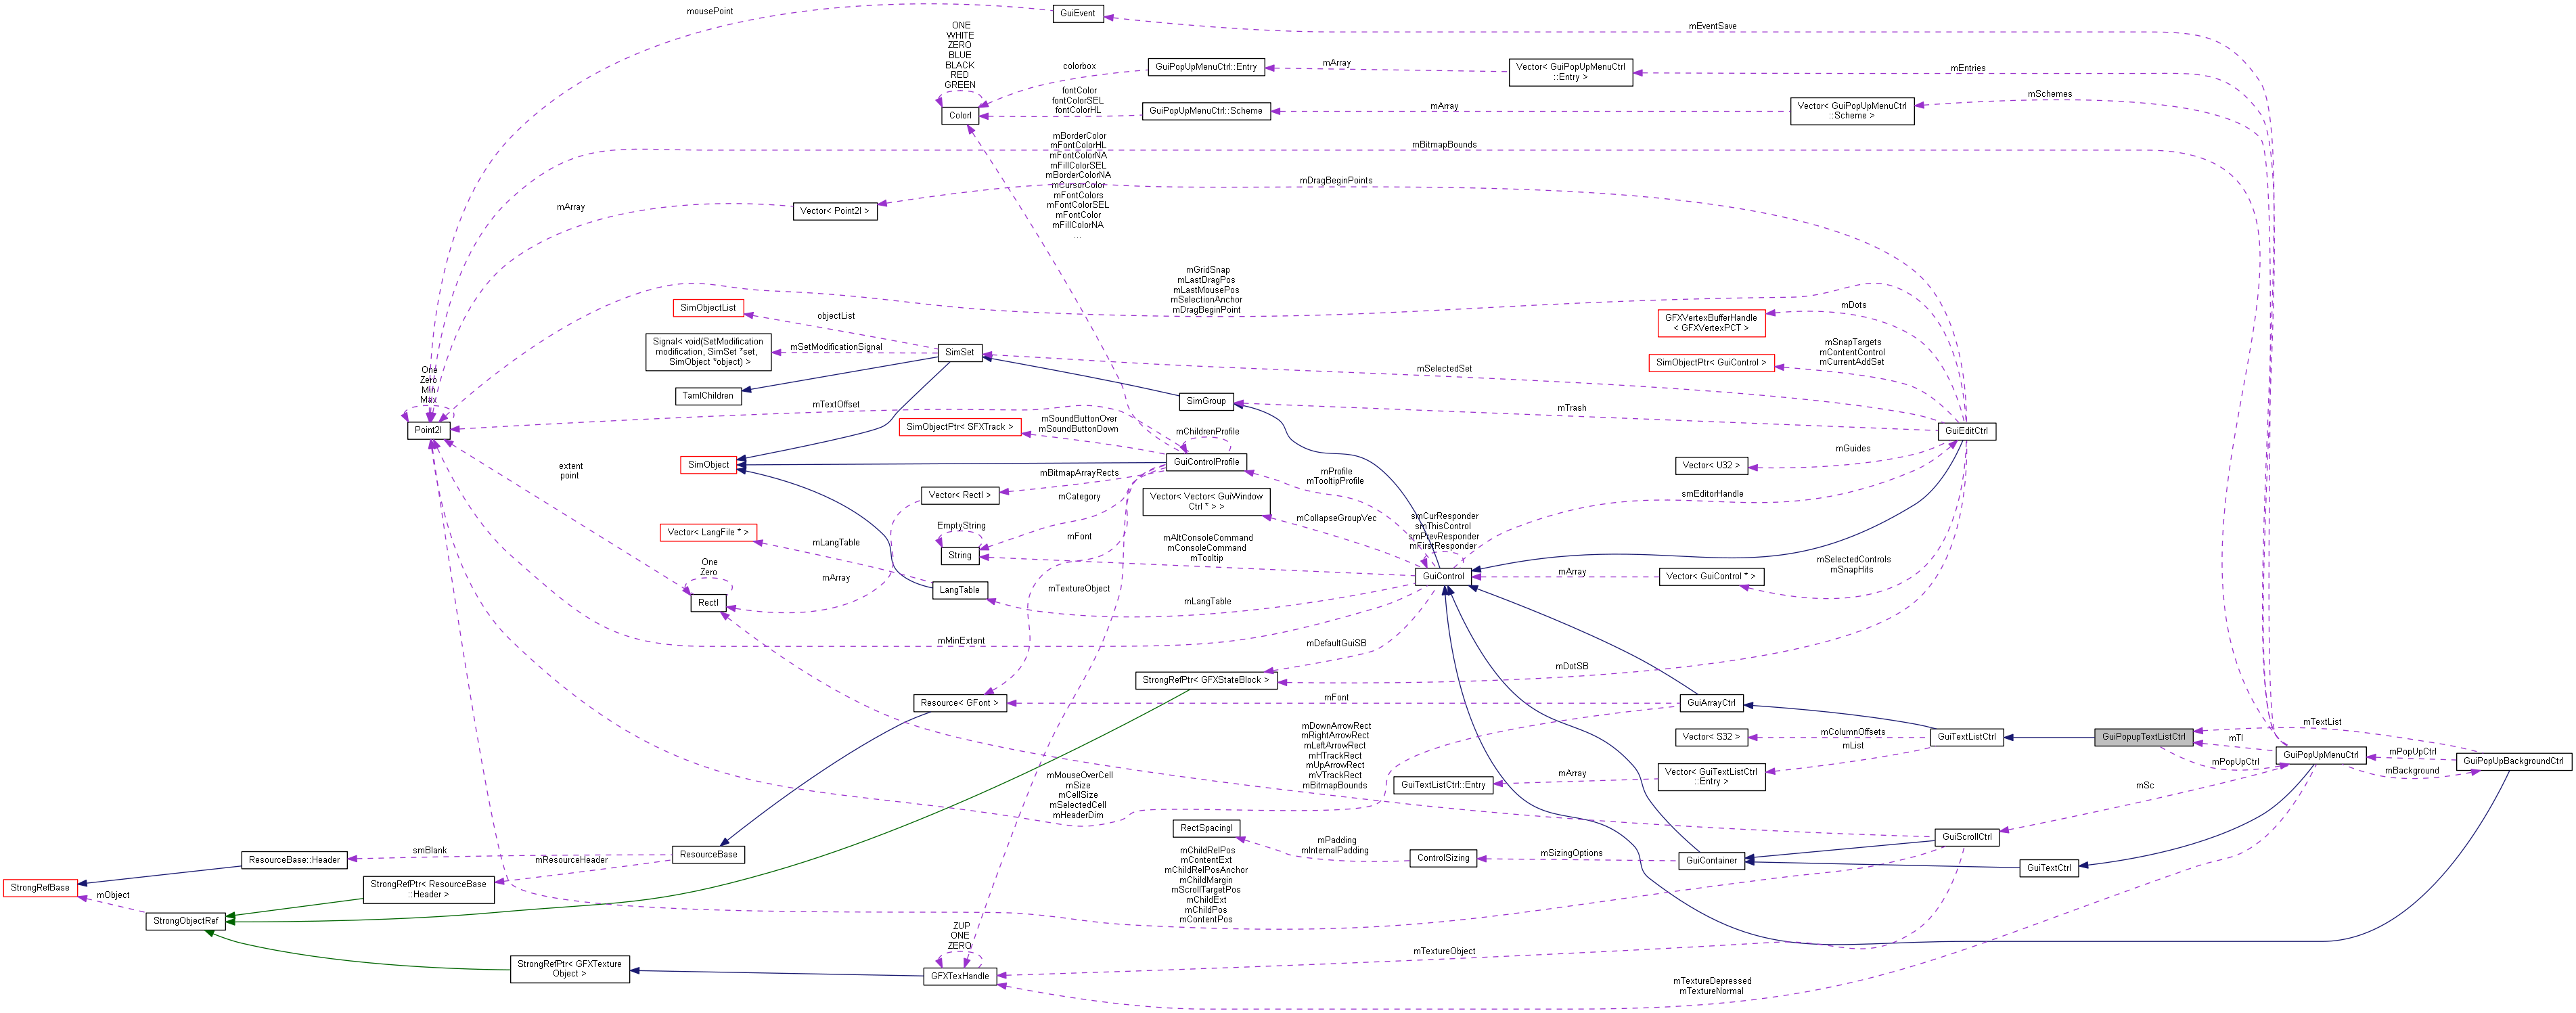 mousePoint
GuiEvent
mEventSave
ONE
WHITE
ZERO
BLUE
BLACK
RED
GREEN
colorbox
GuiPopUpMenuCtrl::Entry
mArray
Vector< GuiPopUpMenuCtrl
::Entry >
mEntries
ColorI
fontColor
fontColorSEL
fontColorHL
GuiPopUpMenuCtrl::Scheme
mArray
Vector< GuiPopUpMenuCtrl
::Scheme >
mSchemes
mBorderColor
mFontColorHL
mFontColorNA
mFillColorSEL
mBorderColorNA
mCursorColor
mFontColors
mFontColorSEL
mFontColor
mFillColorNA
...
mBitmapBounds
mDragBeginPoints
mArray
Vector< Point2I >
mGridSnap
mLastDragPos
mLastMousePos
mSelectionAnchor
mDragBeginPoint
SimObjectList
objectList
Signal< void(SetModification
modification, SimSet *set,
SimObject *object) >
mSetModificationSignal
SimSet
TamlChildren
mDots
GFXVertexBufferHandle
< GFXVertexPCT >
SimObjectPtr< GuiControl >
mSnapTargets
mContentControl
mCurrentAddSet
mSelectedSet
One
Zero
Min
Max
Point2I
mTextOffset
SimGroup
mTrash
GuiEditCtrl
SimObjectPtr< SFXTrack >
mSoundButtonOver
mSoundButtonDown
mChildrenProfile
GuiControlProfile
SimObject
extent
point
mBitmapArrayRects
Vector< RectI >
mCategory
mProfile
mTooltipProfile
Vector< Vector< GuiWindow
Ctrl * > >
mCollapseGroupVec
Vector< U32 >
mGuides
smEditorHandle
Vector< LangFile * >
mLangTable
EmptyString
String
mFont
mAltConsoleCommand
mConsoleCommand
mTooltip
smCurResponder
smThisControl
smPrevResponder
mFirstResponder
GuiControl
mArray
Vector< GuiControl * >
mSelectedControls
mSnapHits
One
Zero
RectI
mArray
LangTable
mTextureObject
mLangTable
mMinExtent
mDefaultGuiSB
StrongRefPtr< GFXStateBlock >
mDotSB
Resource< GFont >
mFont
GuiArrayCtrl
mDownArrowRect
mRightArrowRect
mLeftArrowRect
mHTrackRect
mUpArrowRect
mVTrackRect
mBitmapBounds
Vector< S32 >
mColumnOffsets
mList
GuiTextListCtrl
GuiPopupTextListCtrl
mTextList
mTl
mPopUpCtrl
GuiPopUpMenuCtrl
mPopUpCtrl
mBackground
GuiPopUpBackgroundCtrl
GuiTextListCtrl::Entry
mArray
Vector< GuiTextListCtrl
::Entry >
mSc
mMouseOverCell
mSize
mCellSize
mSelectedCell
mHeaderDim
RectSpacingI
mPadding
mInternalPadding
ControlSizing
mSizingOptions
GuiContainer
GuiScrollCtrl
GuiTextCtrl
StrongRefBase
ResourceBase::Header
smBlank
mResourceHeader
ResourceBase
mObject
StrongRefPtr< ResourceBase
::Header >
StrongObjectRef
mChildRelPos
mContentExt
mChildRelPosAnchor
mChildMargin
mScrollTargetPos
mChildExt
mChildPos
mContentPos
ZUP
ONE
ZERO
StrongRefPtr< GFXTexture
Object >
GFXTexHandle
mTextureObject
mTextureDepressed
mTextureNormal